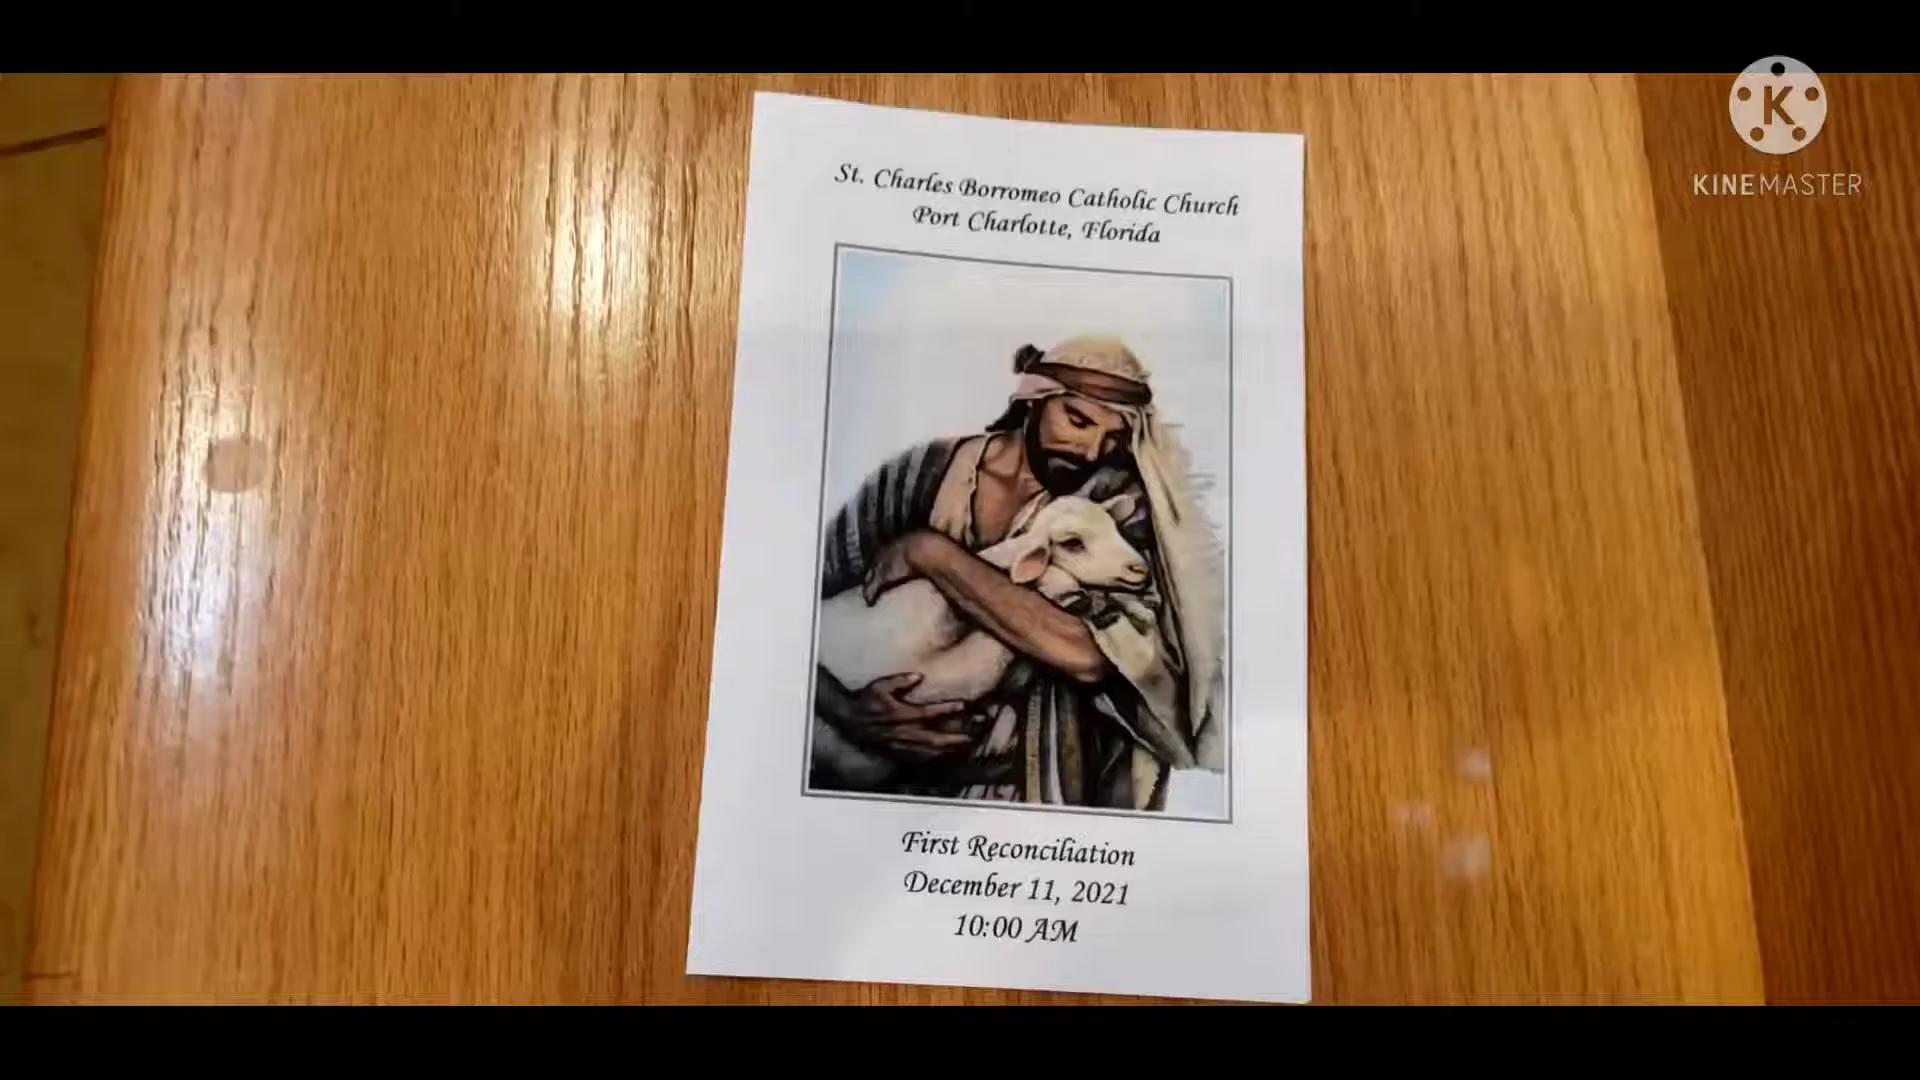 St. Charles Borromeo Catholic Church
Port Charlotte, Florida
First Reconciliation
December 11, 2021
10:00 AM
K
KINEMASTER